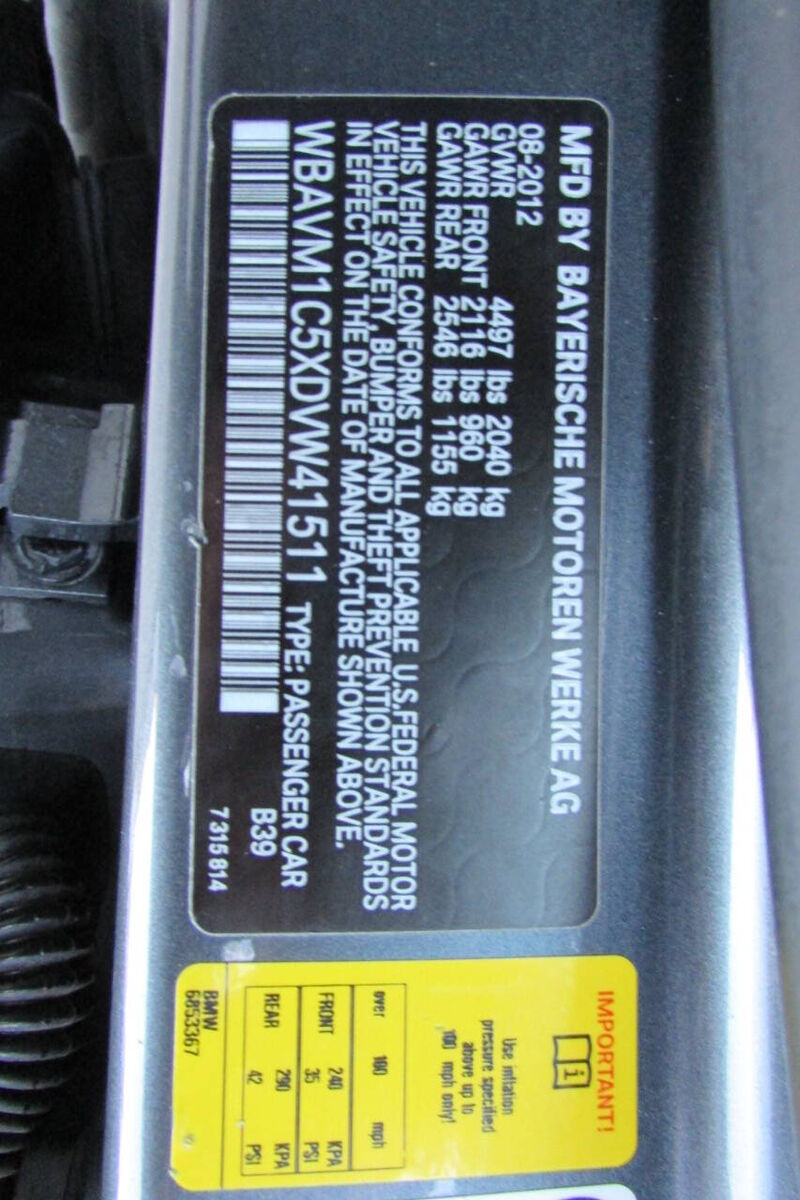 MFD BY BAYERISCHE MOTOREN WERKE AG
08-2012
GVWR 4497 lbs 2040 kg
GAWR FRONT 2116 lbs 960 kg
GAWR REAR 2546 lbs 1155 kg
THIS VEHICLE CONFORMS TO ALL APPLICABLE U.S.FEDERAL MOTOR
VEHICLE SAFETY, BUMPER AND THEFT PREVENTION STANDARDS
IN EFFECT ON THE DATE OF MANUFACTURE SHOWN ABOVE.
WBAVM1C5XDVW41511 TYPE: PASSENGER CAR
B39
7 315 814
IMPORTANT!
i
Use inflation
pressure specified
above up to
100 mph only!
over 100 mph
FRONT 240 KPA
35 PSI
REAR 290 KPA
42 PSI
BMW
6853367